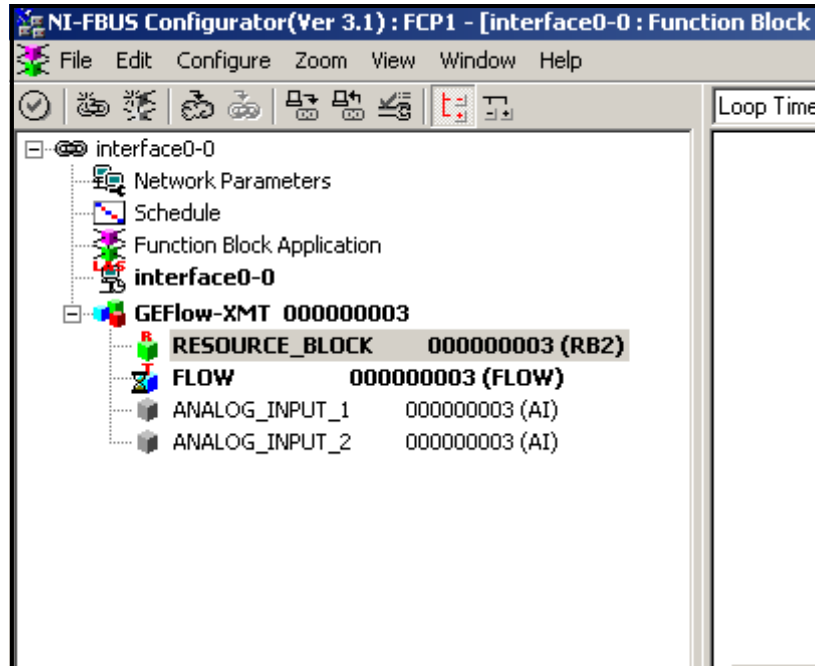 NI-FBUS Configurator(Ver 3.1) : FCP1 - [interface0-0 : Function Block
File Edit Configure Zoom View Window Help
Loop Time
interface0-0
Network Parameters
Schedule
Function Block Application
LAS
interface0-0
GEFlow-XMT 000000003
R
RESOURCE_BLOCK 000000003 (RB2)
T
FLOW 000000003 (FLOW)
ANALOG_INPUT_1 000000003 (AI)
ANALOG_INPUT_2 000000003 (AI)